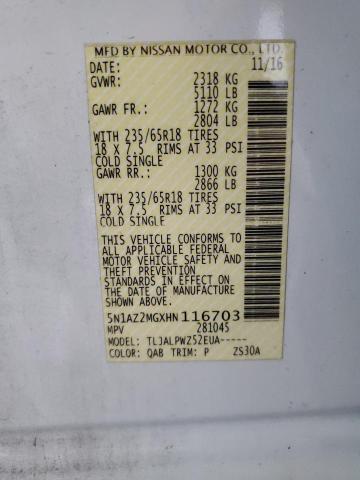 MFD BY NISSAN MOTOR CO., LTD.
DATE: 11/16
GVWR: 2318 KG
5110 LB
GAWR FR.: 1272 KG
2804 LB
WITH 235/65R18 TIRES
18 X 7.5 RIMS AT 33 PSI
COLD SINGLE
GAWR RR.: 1300 KG
2866 LB
WITH 235/65R18 TIRES
18 X 7.5 RIMS AT 33 PSI
COLD SINGLE
THIS VEHICLE CONFORMS TO
ALL APPLICABLE FEDERAL
MOTOR VEHICLE SAFETY AND
THEFT PREVENTION
STANDARDS IN EFFECT ON
THE DATE OF MANUFACTURE
SHOWN ABOVE.
5N1AZ2MGXHN116703
MPV 281045
MODEL: TLJALPWZ52EUA-----
COLOR: QAB TRIM: P ZS30A